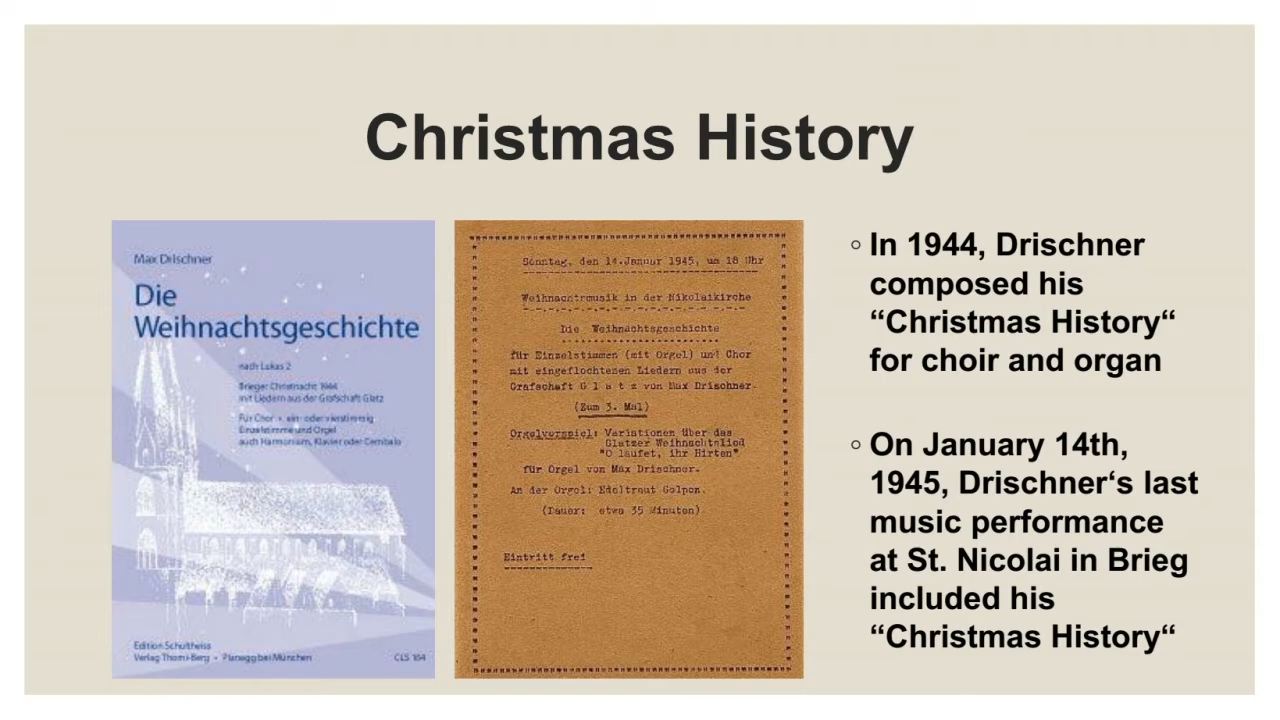 Christmas History
Max Drischner
Die
Weihnachtsgeschichte
nach Lukas 2
Brieger Christnacht 1944
mit Liedern aus der Grafschaft Glatz
Für Chor • ein- oder vierstimmig
Einzelstimme und Orgel
auch Harmonium, Klavier oder Cembalo
Edition Schultheiss
Verlag Thomi-Berg • Planegg bei München
CLS 184
Sonntag, den 14.Januar 1945, um 18 Uhr
Weihnachtsmusik in der Nikolaikirche
Die Weihnachtsgeschichte
für Einzelstimmen (mit Orgel) und Chor
mit eingeflochtenen Liedern aus der
Grafschaft G l a t z von Max Drischner.
(Zum 3. Mal)
Orgelvorspiel: Variationen über das
Glatzer Weihnachtslied
"O laufet, ihr Hirten"
für Orgel von Max Drischner.
An der Orgel: Edeltraut
(Dauer: etwa 35 Minuten)
Eintritt frei
◦ In 1944, Drischner
composed his
“Christmas History“
for choir and organ
◦ On January 14th,
1945, Drischner‘s last
music performance
at St. Nicolai in Brieg
included his
“Christmas History“